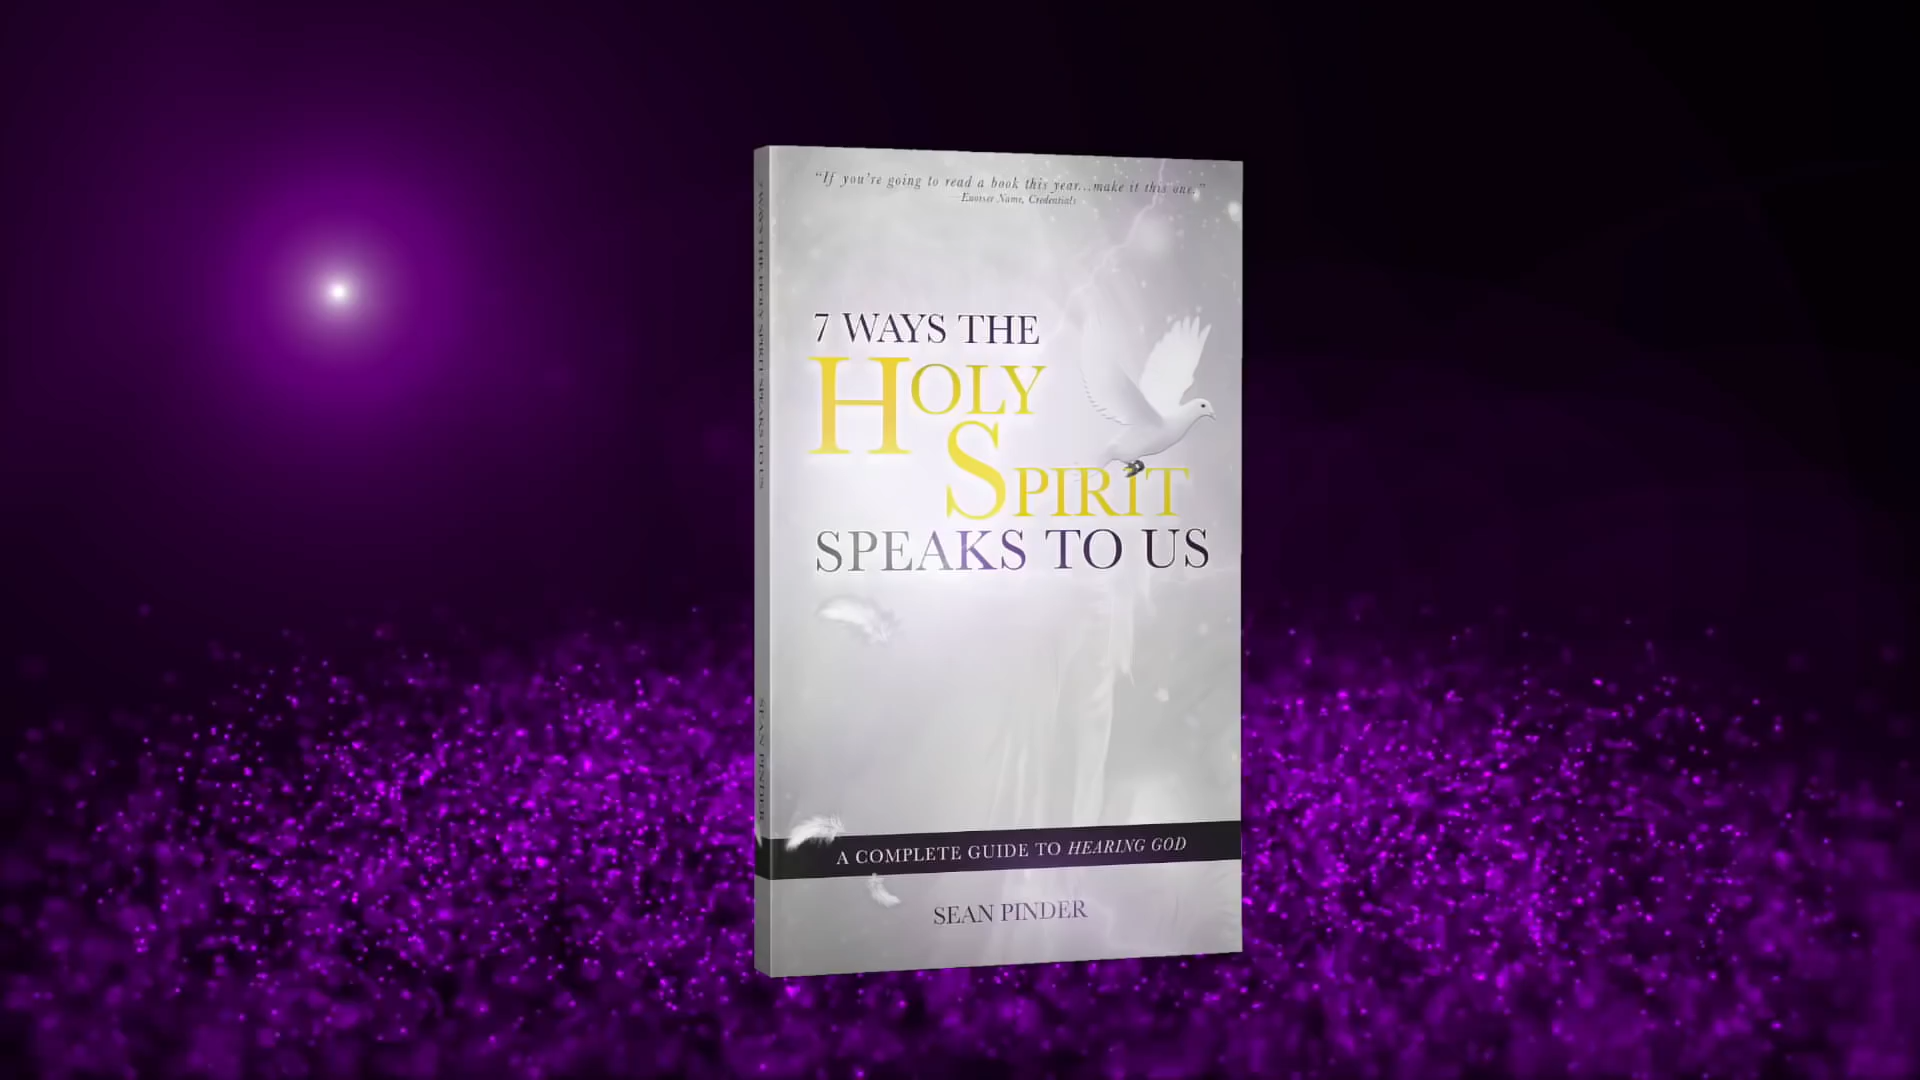 “If you’re going to read a book this year...make it this one.”
Enorser Name, Credentials
7 WAYS THE
HOLY
SPIRIT
SPEAKS TO US
A COMPLETE GUIDE TO HEARING GOD
SEAN PINDER
7 WAYS THE HOLY SPIRIT SPEAKS TO US
SEAN PINDER